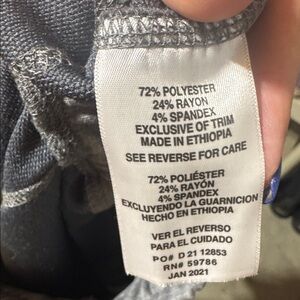 72% POLYESTER
24% RAYON
4% SPANDEX
EXCLUSIVE OF TRIM
MADE IN ETHIOPIA
SEE REVERSE FOR CARE
72% POLIÉSTER
24% RAYÓN
4% SPANDEX
EXCLUYENDO LA GUARNICION
HECHO EN ETHIOPIA
VER EL REVERSO
PARA EL CUIDADO
PO# D 21 12853
RN# 59786
JAN 2021